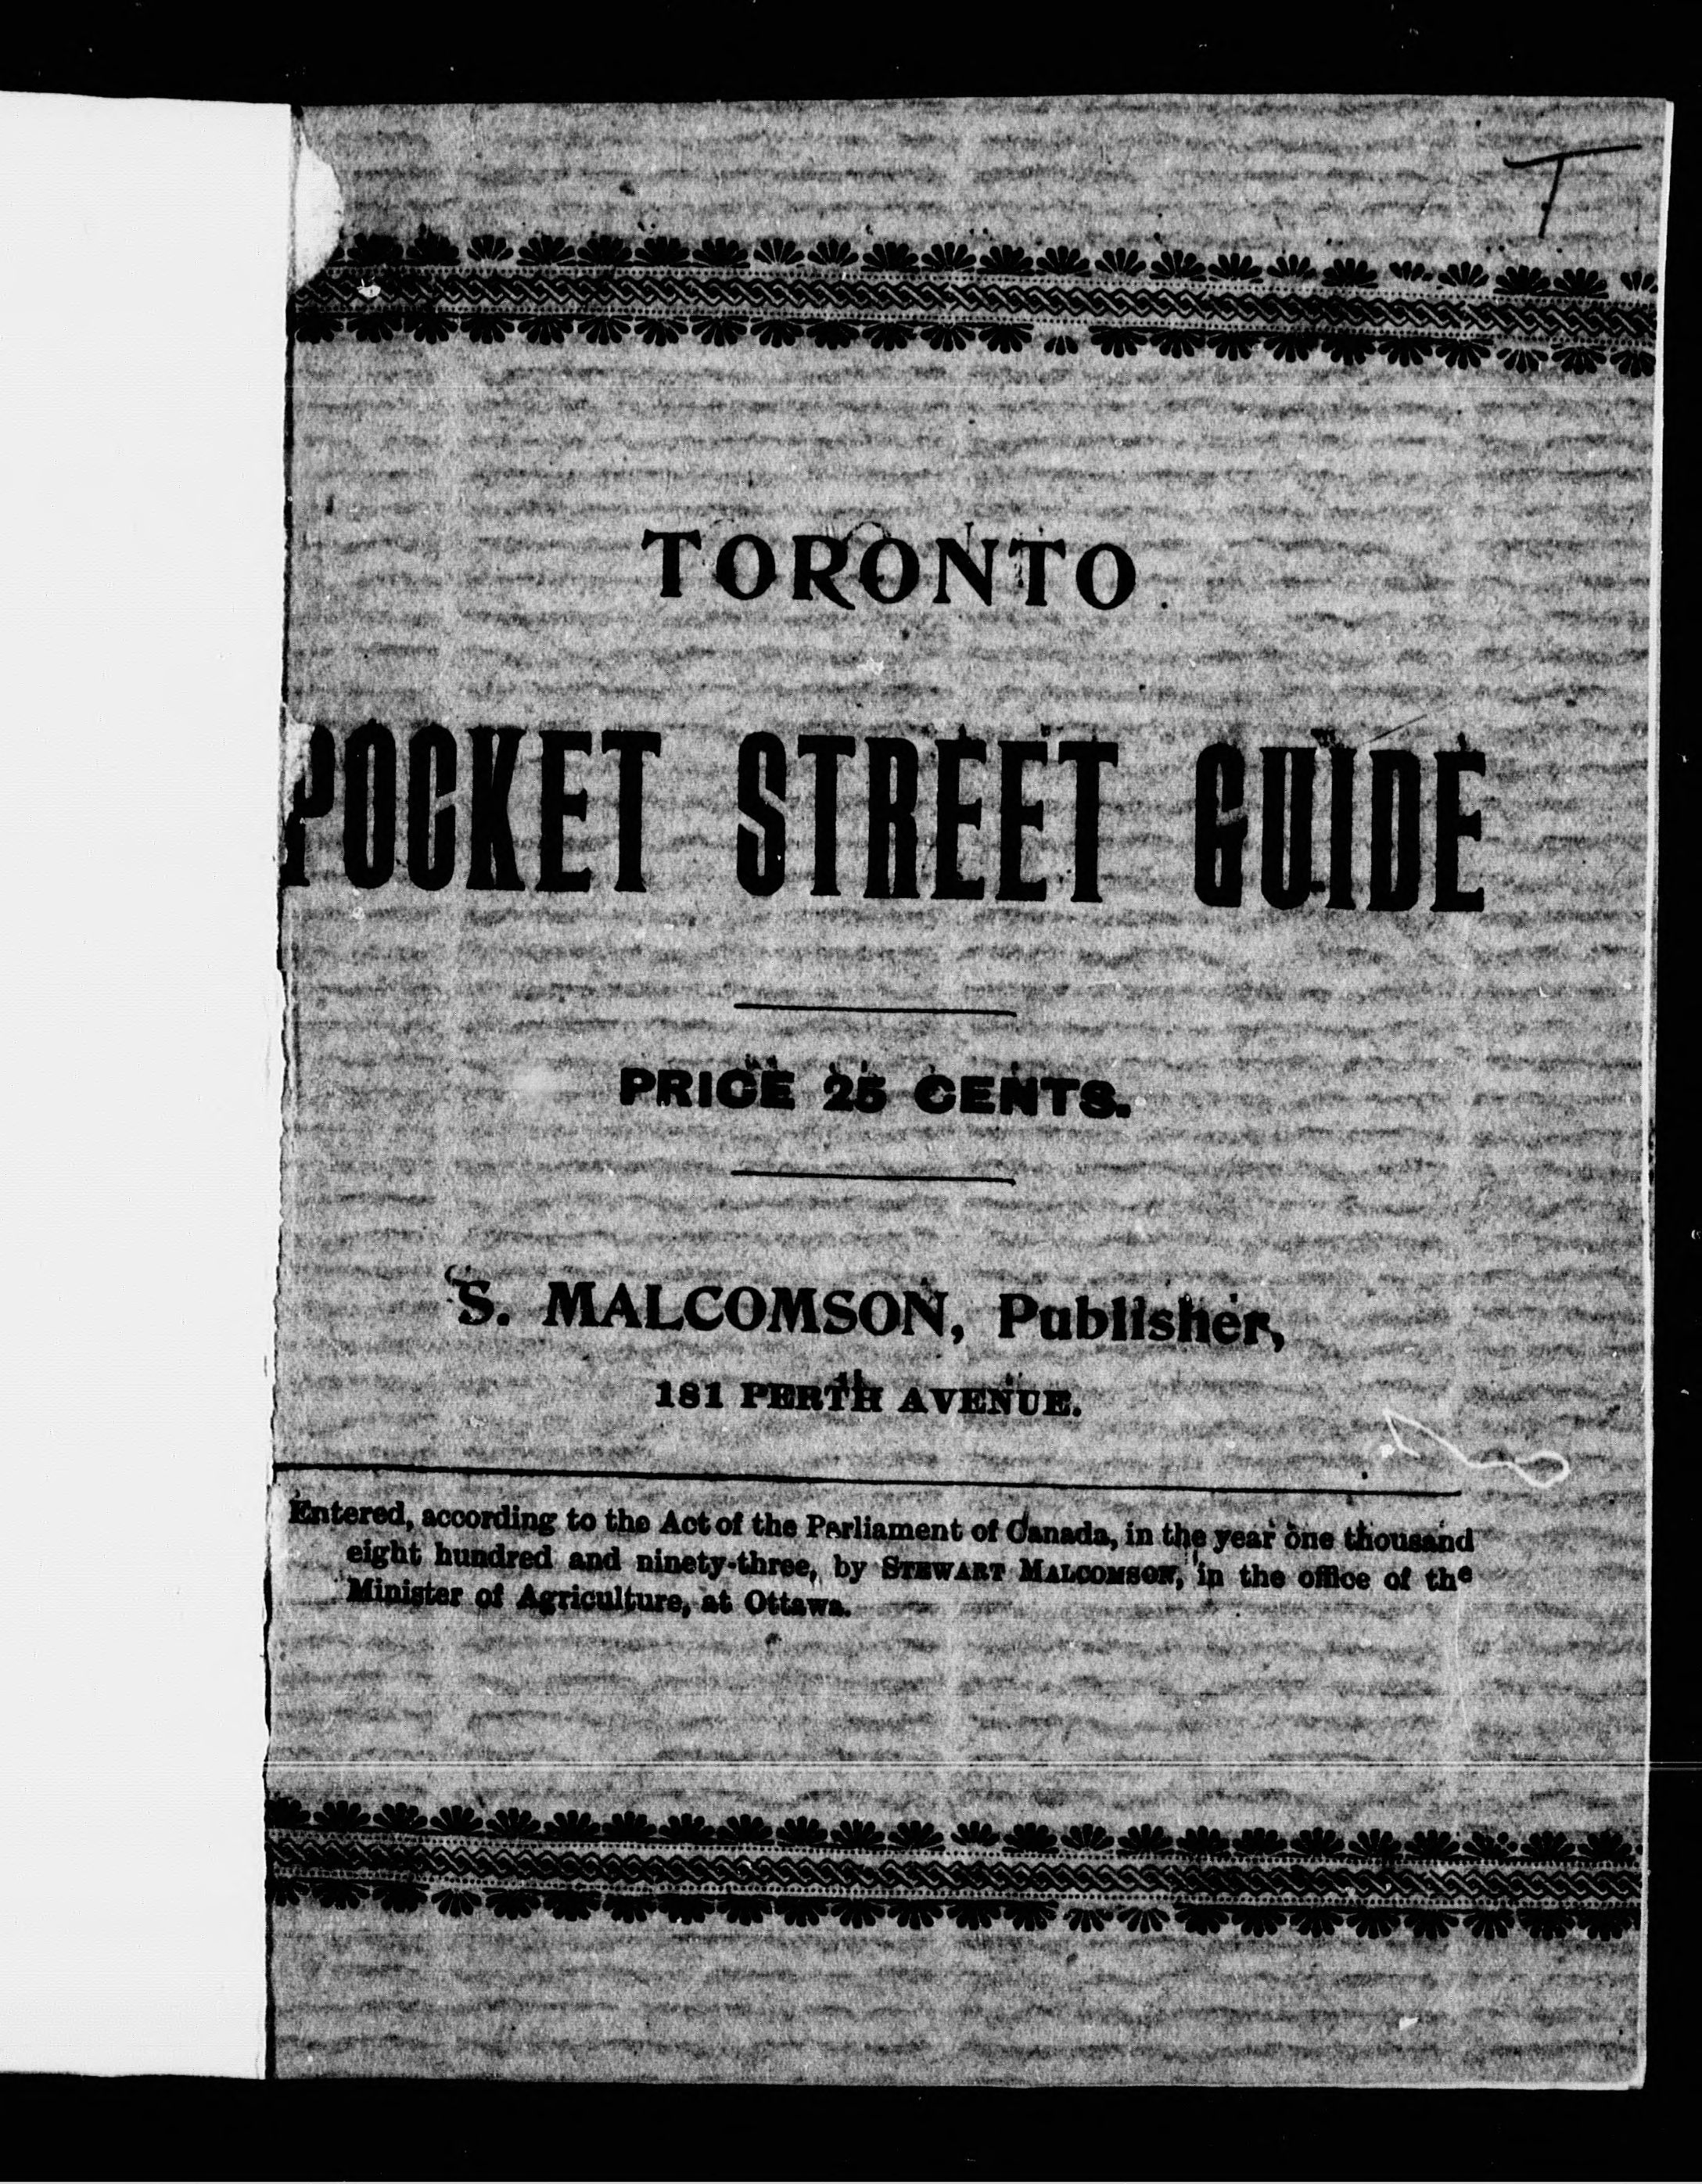 T
TORONTO
POCKET STREET GUIDE
PRICE 25 CENTS.
S. MALCOMSON, Publisher,
181 PERTH AVENUE.
Entered, according to the Act of the Parliament of Canada, in the year one thousand
eight hundred and ninety-three, by STEWART MALCOMSON, in the office of the
Minister of Agriculture, at Ottawa.